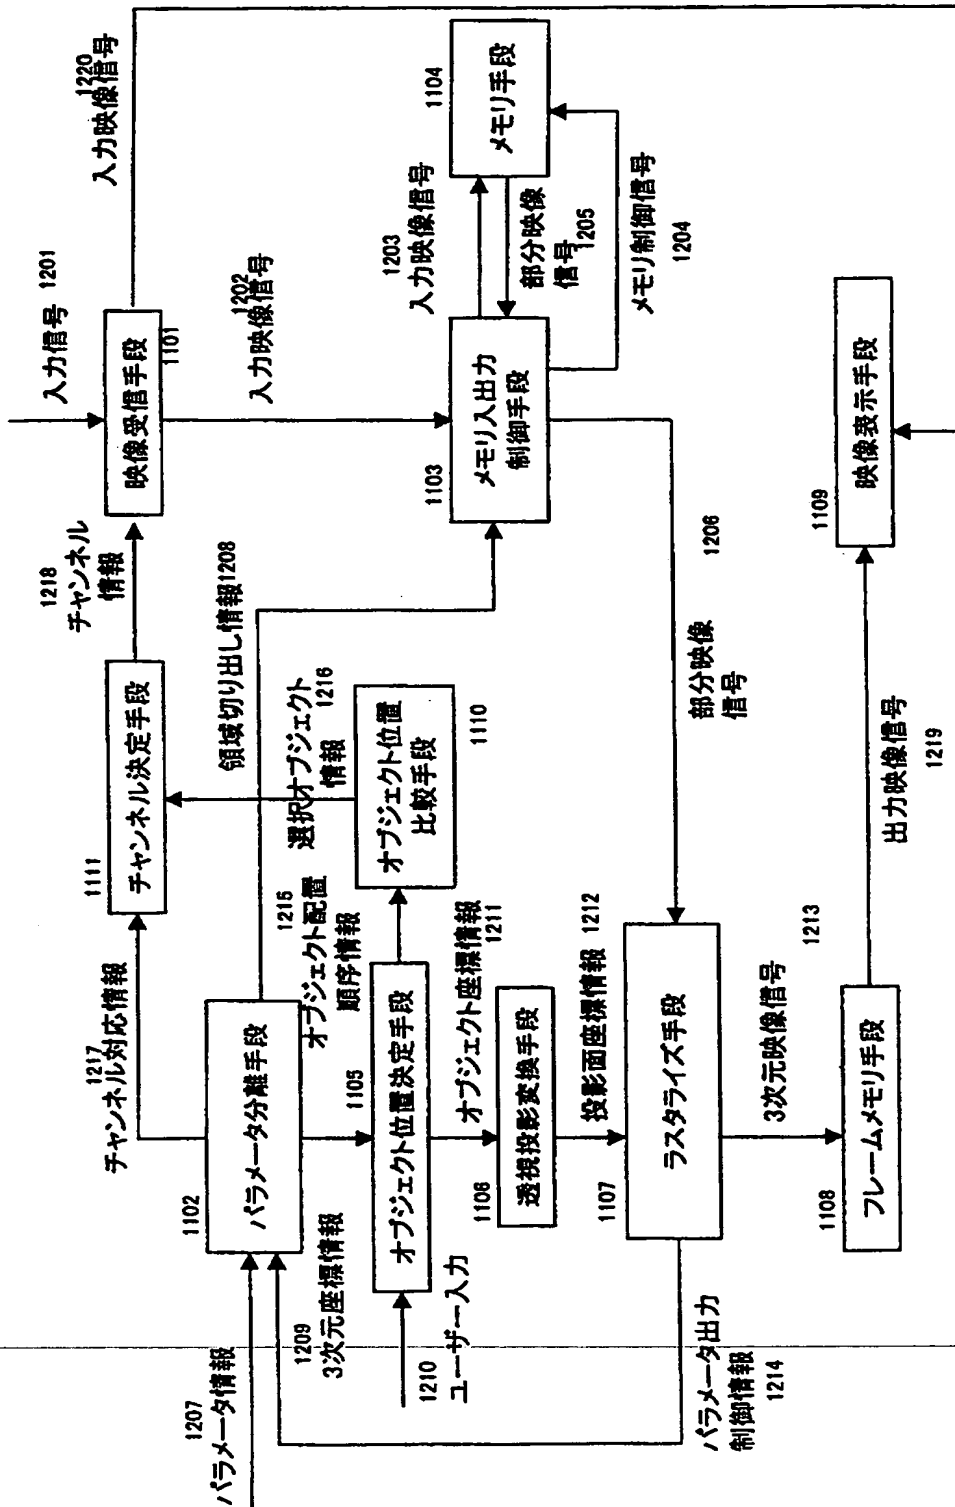 1207
パラメータ情報
1217
チャンネル対応情報
1102
パラメータ分離手段
1209
3次元座標情報
1210
ユーザー入力
1105
オブジェクト位置決定手段
1215
オブジェクト配置
順序情報
オブジェクト座標情報
1211
1106
透視投影変換手段
投影面座標情報 1212
1107
ラスタライズ手段
パラメータ出力
制御情報
1214
3次元映像信号
1213
1108
フレームメモリ手段
出力映像信号
1219
1111
チャンネル決定手段
領域切り出し情報1208
選択オブジェクト
情報
1216
オブジェクト位置
比較手段
1110
1218
チャンネル
情報
入力信号 1201
映像受信手段
1101
1202
入力映像信号
1220
入力映像信号
1103
メモリ入出力
制御手段
1203
入力映像信号
部分映像
信号
1205
1104
メモリ手段
メモリ制御信号
1204
部分映像
信号
1206
1109
映像表示手段